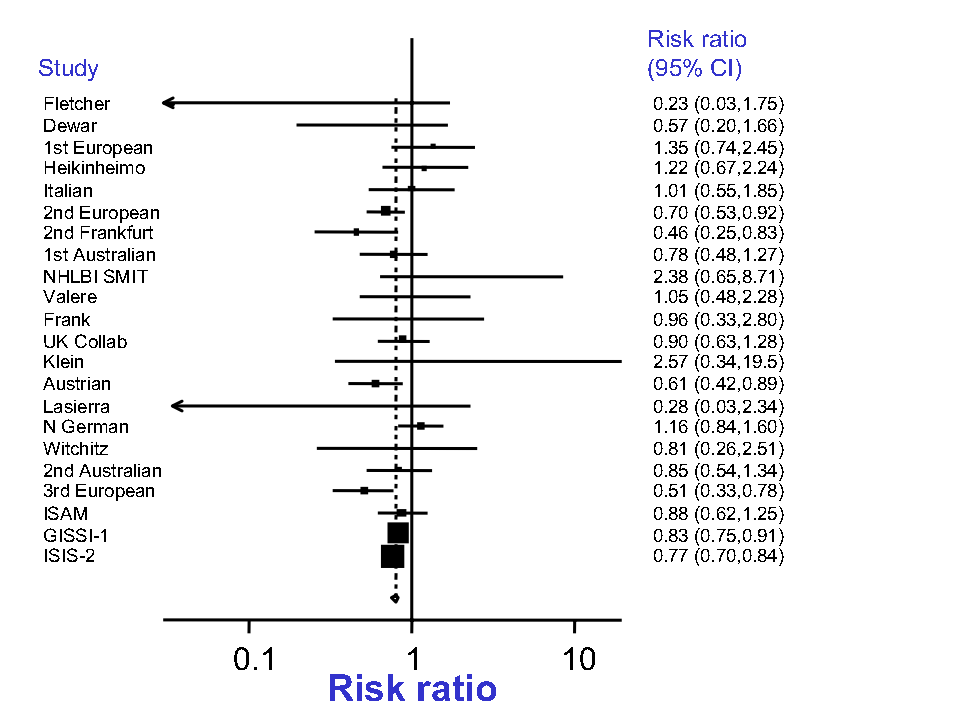 Risk ratio
Study (95% CI)
Fletcher 0.23 (0.03,1.75)
Dewar 0.57 (0.20,1.66)
1st European 1.35 (0.74,2.45)
Heikinheimo 1.22 (0.67,2.24)
Italian 1.01 (0.55,1.85)
2nd European 0.70 (0.53,0.92)
2nd Frankfurt 0.46 (0.25,0.83)
1st Australian 0.78 (0.48,1.27)
NHLBI SMIT 2.38 (0.65,8.71)
Valere 1.05 (0.48,2.28)
Frank 0.96 (0.33,2.80)
UK Collab 0.90 (0.63,1.28)
Klein 2.57 (0.34,19.5)
Austrian 0.61 (0.42,0.89)
Lasierra 0.28 (0.03,2.34)
N German 1.16 (0.84,1.60)
Witchitz 0.81 (0.26,2.51)
2nd Australian 0.85 (0.54,1.34)
3rd European 0.51 (0.33,0.78)
ISAM 0.88 (0.62,1.25)
GISSI-1 0.83 (0.75,0.91)
ISIS-2 0.77 (0.70,0.84)
0.1 1 10
Risk ratio